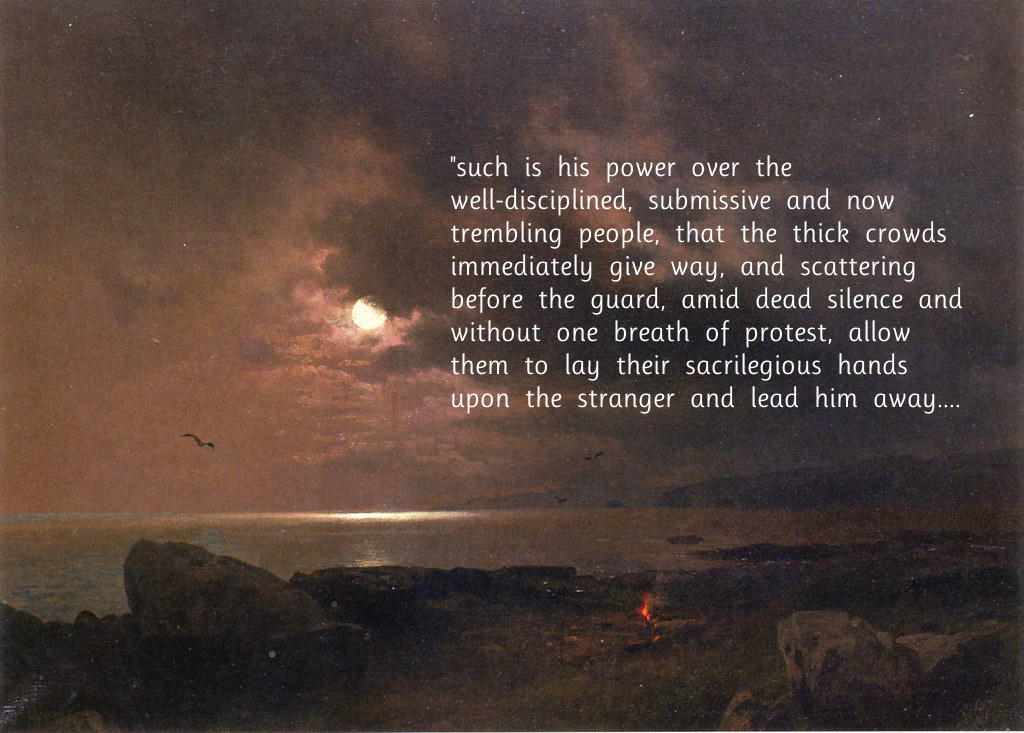 "such is his power over the
well-disciplined, submissive and now
trembling people, that the thick crowds
immediately give way, and scattering
before the guard, amid dead silence and
without one breath of protest, allow
them to lay their sacrilegious hands
upon the stranger and lead him away....